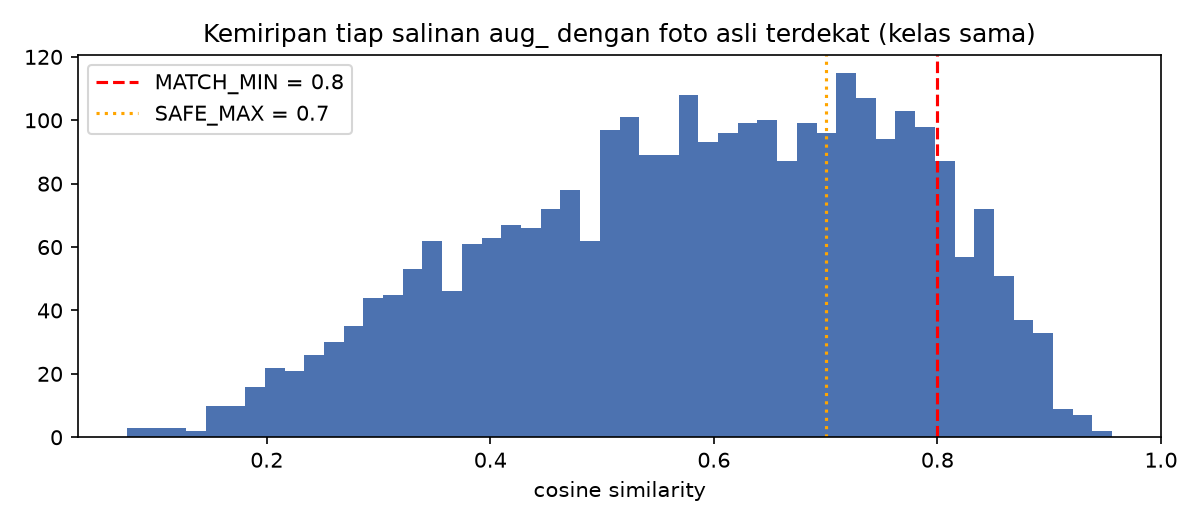 Kemiripan tiap salinan aug_ dengan foto asli terdekat (kelas sama)
MATCH_MIN = 0.8
SAFE_MAX = 0.7
120
100
80
60
40
20
0
0.2 0.4 0.6 0.8 1.0
cosine similarity